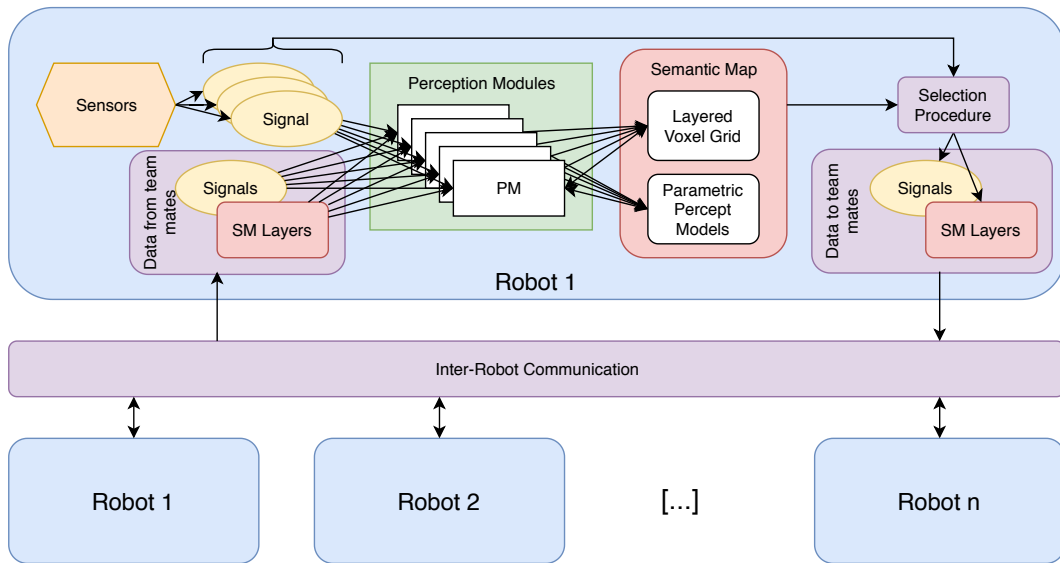 Sensors
Signal
Perception Modules
PM
Semantic Map
Layered
Voxel Grid
Parametric
Percept
Models
Selection
Procedure
Data from team
mates
Signals
SM Layers
Data to team
mates
Signals
SM Layers
Robot 1
Inter-Robot Communication
Robot 1
Robot 2
[...]
Robot n